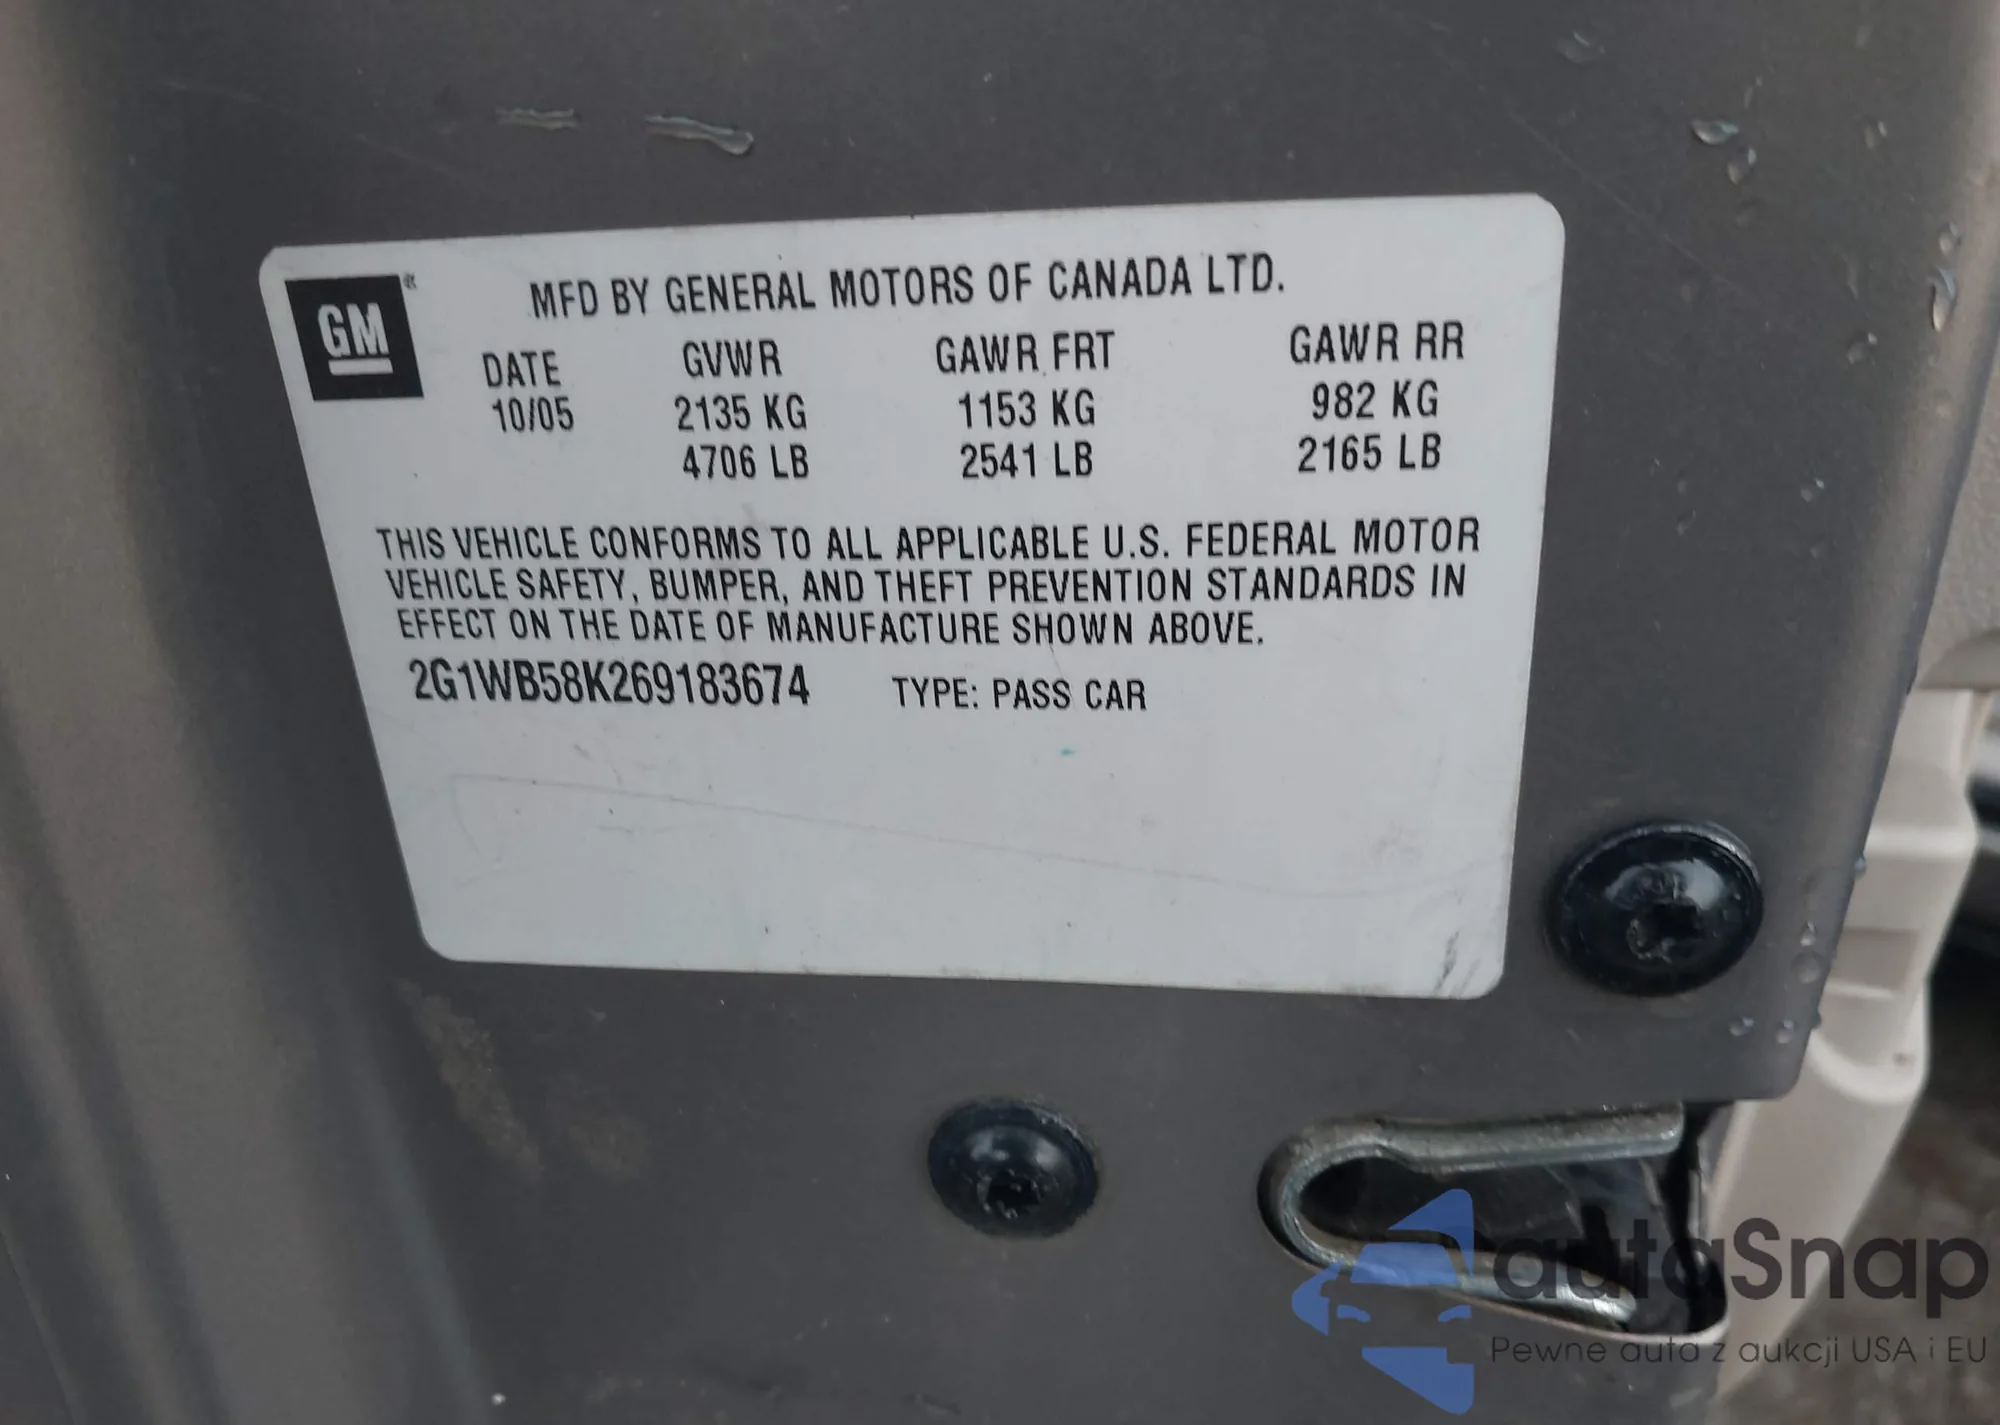 GM
MFD BY GENERAL MOTORS OF CANADA LTD.
DATE GVWR GAWR FRT GAWR RR
10/05 2135 KG 1153 KG 982 KG
4706 LB 2541 LB 2165 LB
THIS VEHICLE CONFORMS TO ALL APPLICABLE U.S. FEDERAL MOTOR
VEHICLE SAFETY, BUMPER, AND THEFT PREVENTION STANDARDS IN
EFFECT ON THE DATE OF MANUFACTURE SHOWN ABOVE.
2G1WB58K269183674 TYPE: PASS CAR
autaSnap
Pewne auta z aukcji USA i EU